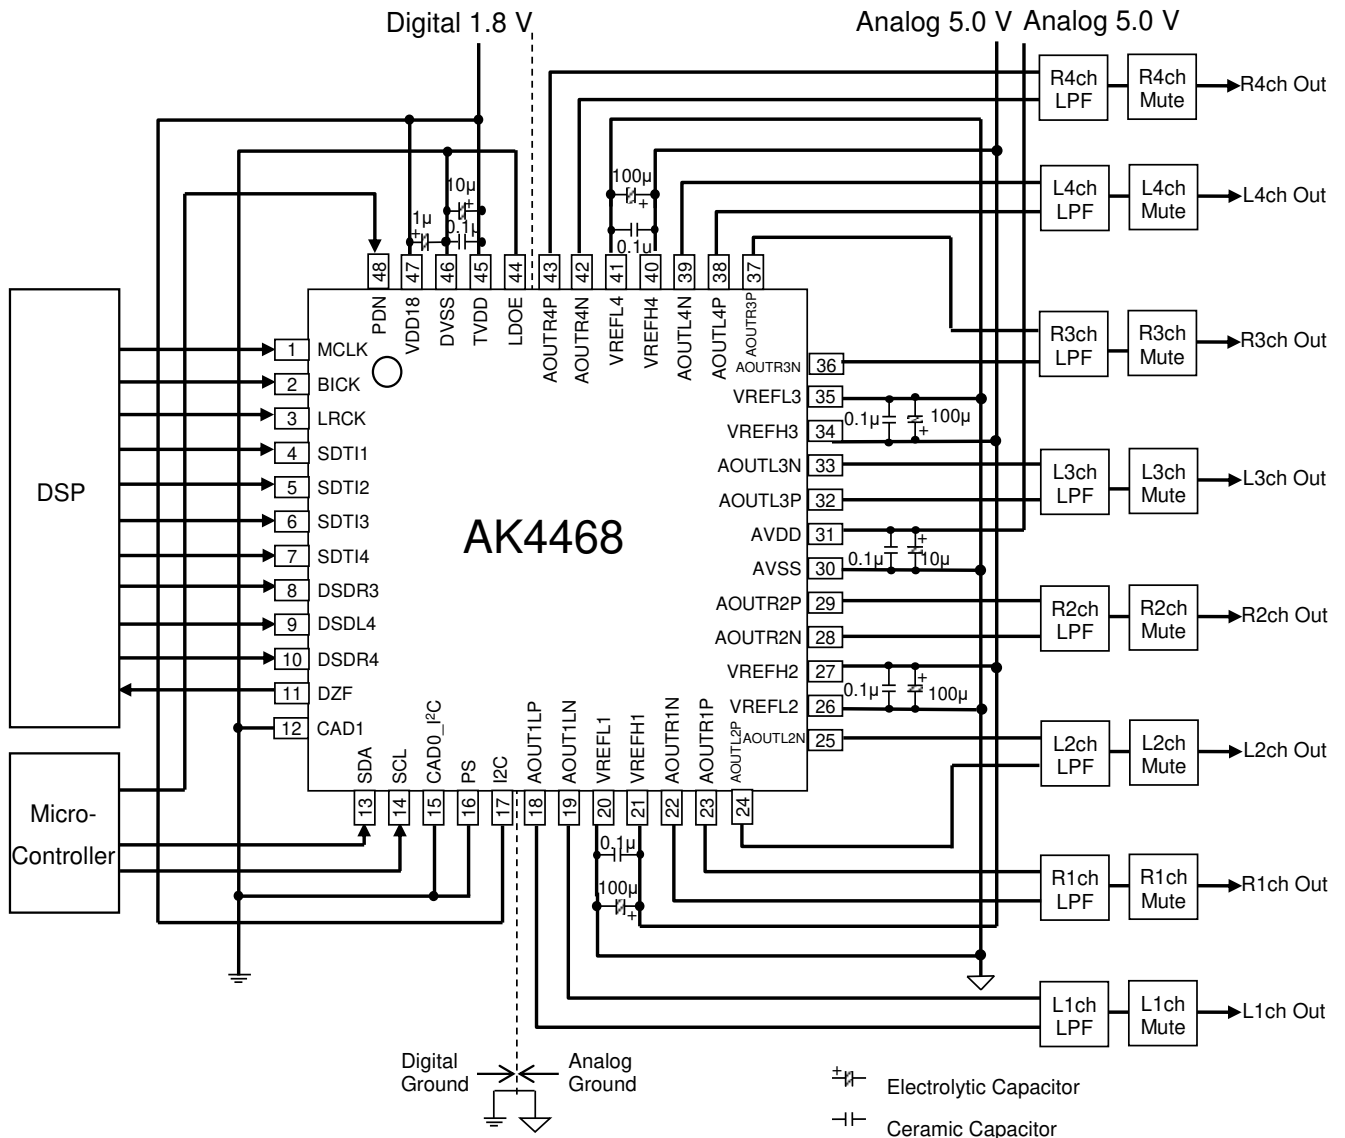 Digital 1.8 V
Analog 5.0 V
Analog 5.0 V
R4ch
LPF
R4ch
Mute
R4ch Out
L4ch
LPF
L4ch
Mute
L4ch Out
R3ch
LPF
R3ch
Mute
R3ch Out
L3ch
LPF
L3ch
Mute
L3ch Out
R2ch
LPF
R2ch
Mute
R2ch Out
L2ch
LPF
L2ch
Mute
L2ch Out
R1ch
LPF
R1ch
Mute
R1ch Out
L1ch
LPF
L1ch
Mute
L1ch Out
10µ
+
1µ
+
0.1µ
100µ
+
0.1µ
48
47
46
45
44
43
42
41
40
39
38
37
PDN
VDD18
DVSS
TVDD
LDOE
AOUTR4P
AOUTR4N
VREFL4
VREFH4
AOUTL4N
AOUTL4P
AOUTR3P
DSP
1 MCLK
2 BICK
3 LRCK
4 SDTI1
5 SDTI2
6 SDTI3
7 SDTI4
8 DSDR3
9 DSDL4
10 DSDR4
11 DZF
12 CAD1
AK4468
AOUTR3N 36
VREFL3 35
0.1µ
100µ
+
VREFH3 34
AOUTL3N 33
AOUTL3P 32
AVDD 31
0.1µ
+
10µ
AVSS 30
AOUTR2P 29
AOUTR2N 28
VREFH2 27
0.1µ
+
100µ
VREFL2 26
AOUTL2N 25
SDA
SCL
CAD0_I²C
PS
I2C
AOUT1LP
AOUT1LN
VREFL1
VREFH1
AOUTR1N
AOUTR1P
AOUTL2P
13
14
15
16
17
18
19
20
21
22
23
24
Micro-
Controller
0.1µ
100µ
+
Digital
Ground
Analog
Ground
+
Electrolytic Capacitor
Ceramic Capacitor